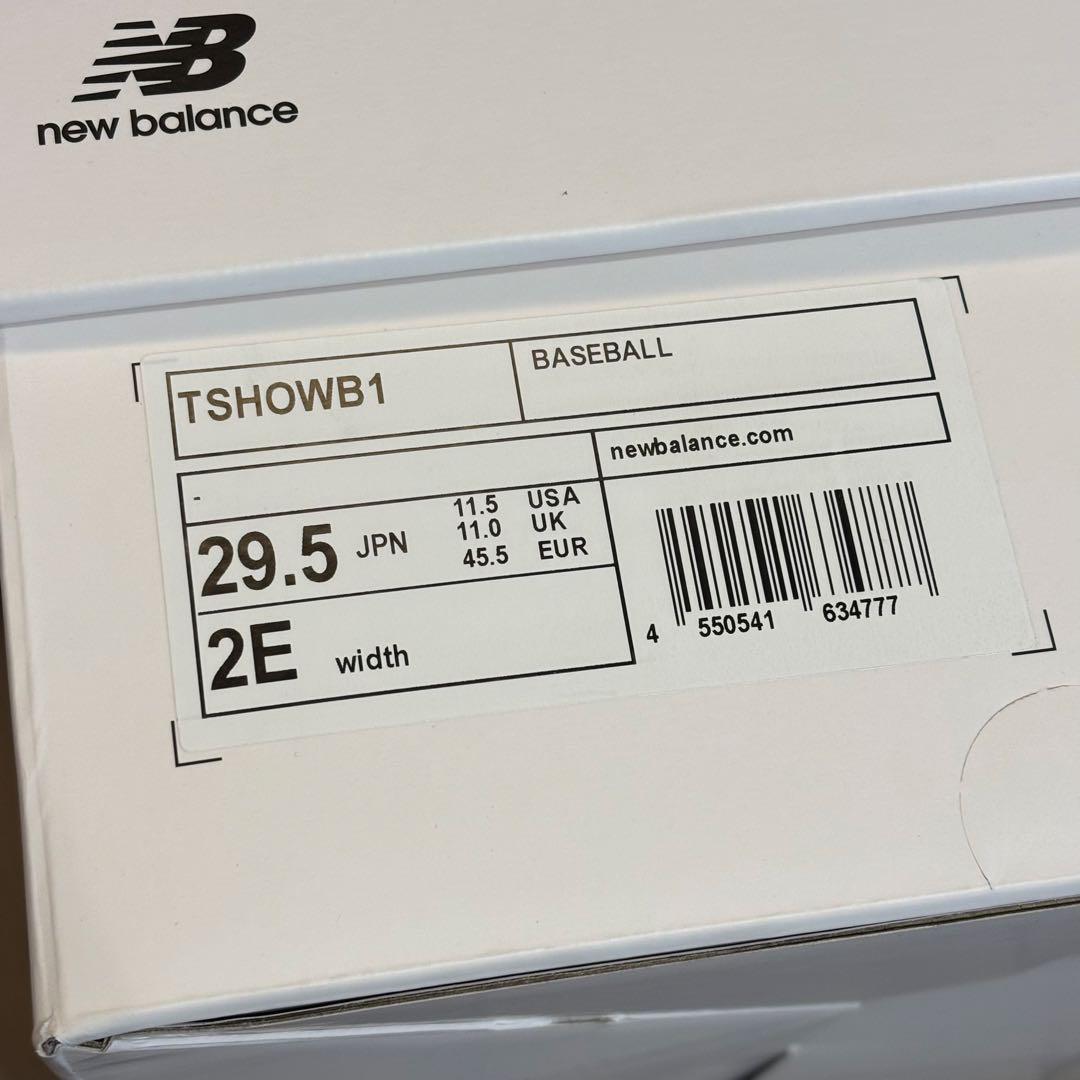 NB
new balance
TSHOWB1
BASEBALL
newbalance.com
-
29.5 JPN
11.5 USA
11.0 UK
45.5 EUR
2E width
4 550541 634777